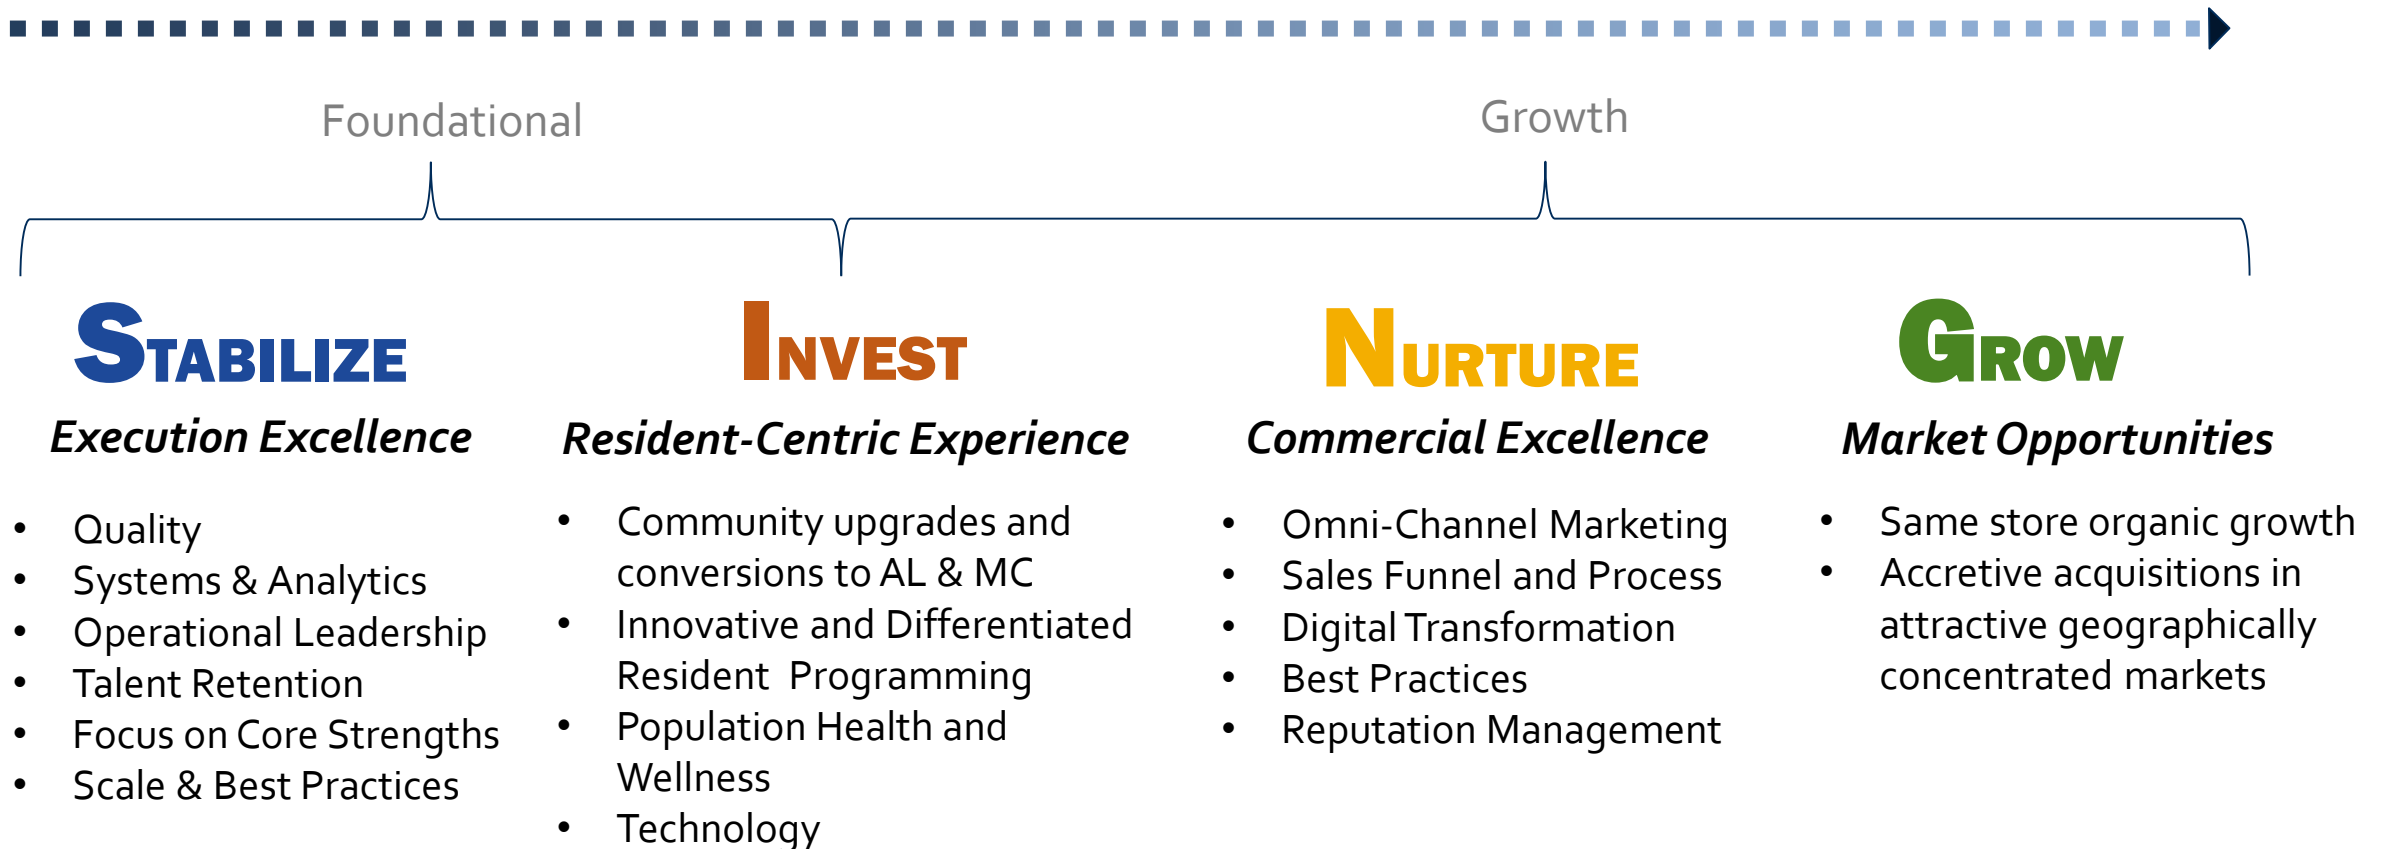 Foundational
Growth
STABILIZE
Execution Excellence
• Quality
• Systems & Analytics
• Operational Leadership
• Talent Retention
• Focus on Core Strengths
• Scale & Best Practices
INVEST
Resident-Centric Experience
• Community upgrades and
conversions to AL & MC
• Innovative and Differentiated
Resident Programming
• Population Health and
Wellness
• Technology
NURTURE
Commercial Excellence
• Omni-Channel Marketing
• Sales Funnel and Process
• Digital Transformation
• Best Practices
• Reputation Management
GROW
Market Opportunities
• Same store organic growth
• Accretive acquisitions in
attractive geographically
concentrated markets